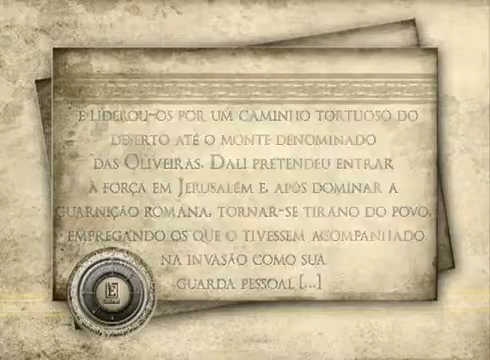 E LIDEROU-OS POR UM CAMINHO TORTUOSO DO
DESERTO ATÉ O MONTE DENOMINADO
DAS OLIVEIRAS. DALI PRETENDEU ENTRAR
À FORÇA EM JERUSALÉM E, APÓS DOMINAR A
GUARNIÇÃO ROMANA, TORNAR-SE TIRANO DO POVO,
EMPREGANDO OS QUE O TIVESSEM ACOMPANHADO
NA INVASÃO COMO SUA
GUARDA PESSOAL [...]